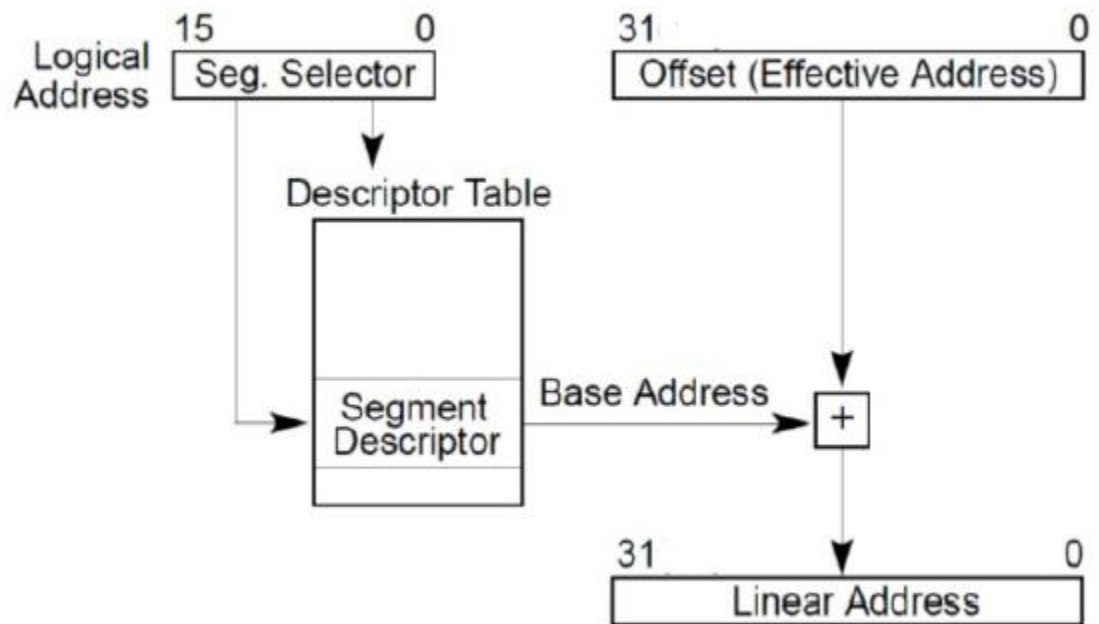 15 0
31 0
Logical
Address
Seg. Selector
Offset (Effective Address)
Descriptor Table
Segment
Descriptor
Base Address
+
31 0
Linear Address